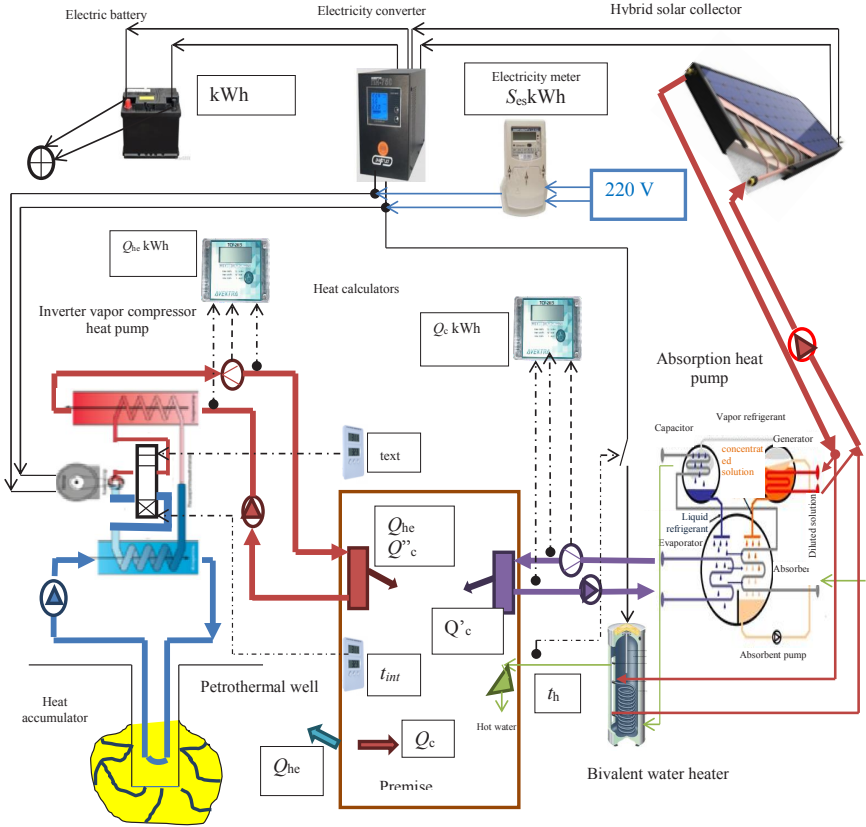 Electric battery
Electricity converter
Hybrid solar collector
kWh
Electricity meter
SeskWh
220 V
Qhe kWh
Heat calculators
Inverter vapor compressor
heat pump
Qc kWh
Absorption heat
pump
Vapor refrigerant
Capacitor
Generator
concentrat
ed
solution
text
Liquid
refrigerant
Evaporator
Diluted solution
Absorber
Qhe
Q''c
Q'c
Absorbent pump
tint
th
Hot water
Petrothermal well
Heat
accumulator
Qhe
Qc
Premise
Bivalent water heater